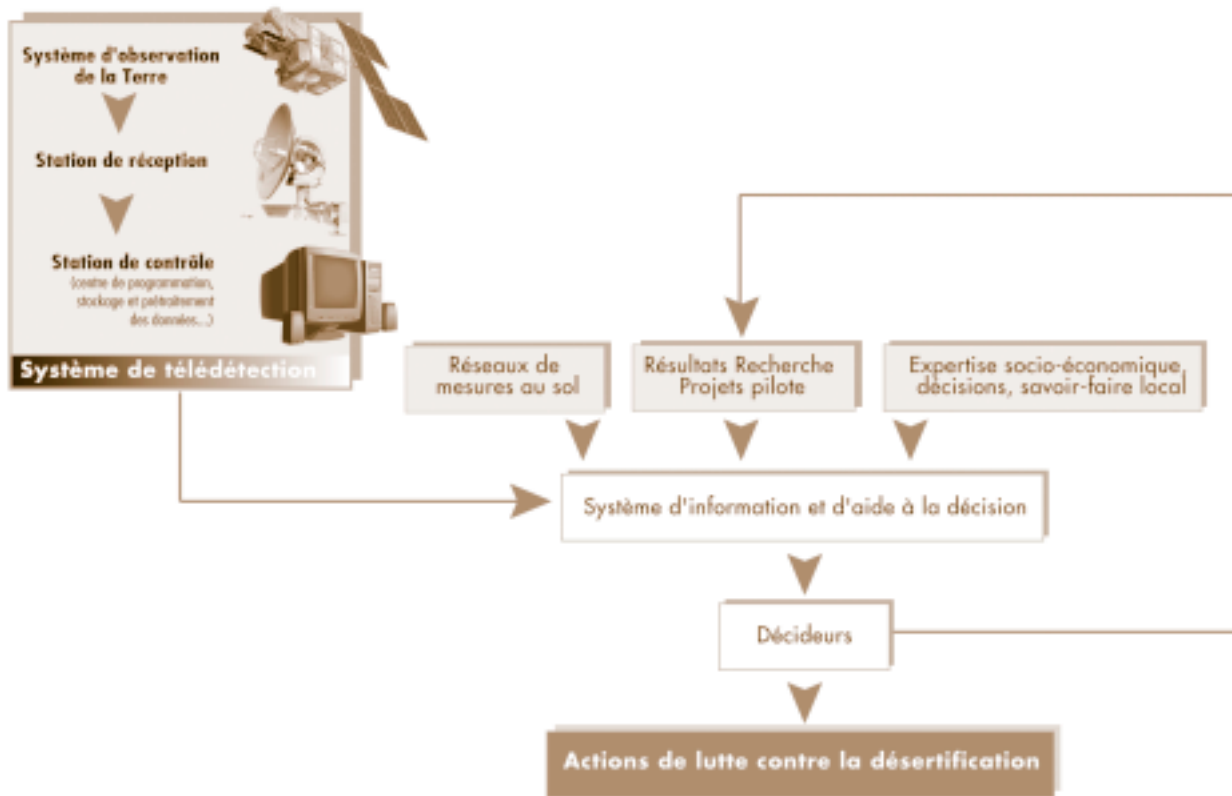 Système d'observation
de la Terre
Station de réception
Station de contrôle
(centre de programmation,
stockage et prétraitement
des données...)
Système de télédétection
Réseaux de
mesures au sol
Résultats Recherche
Projets pilote
Expertise socio-économique,
décisions, savoir-faire local
Système d'information et d'aide à la décision
Décideurs
Actions de lutte contre la désertification